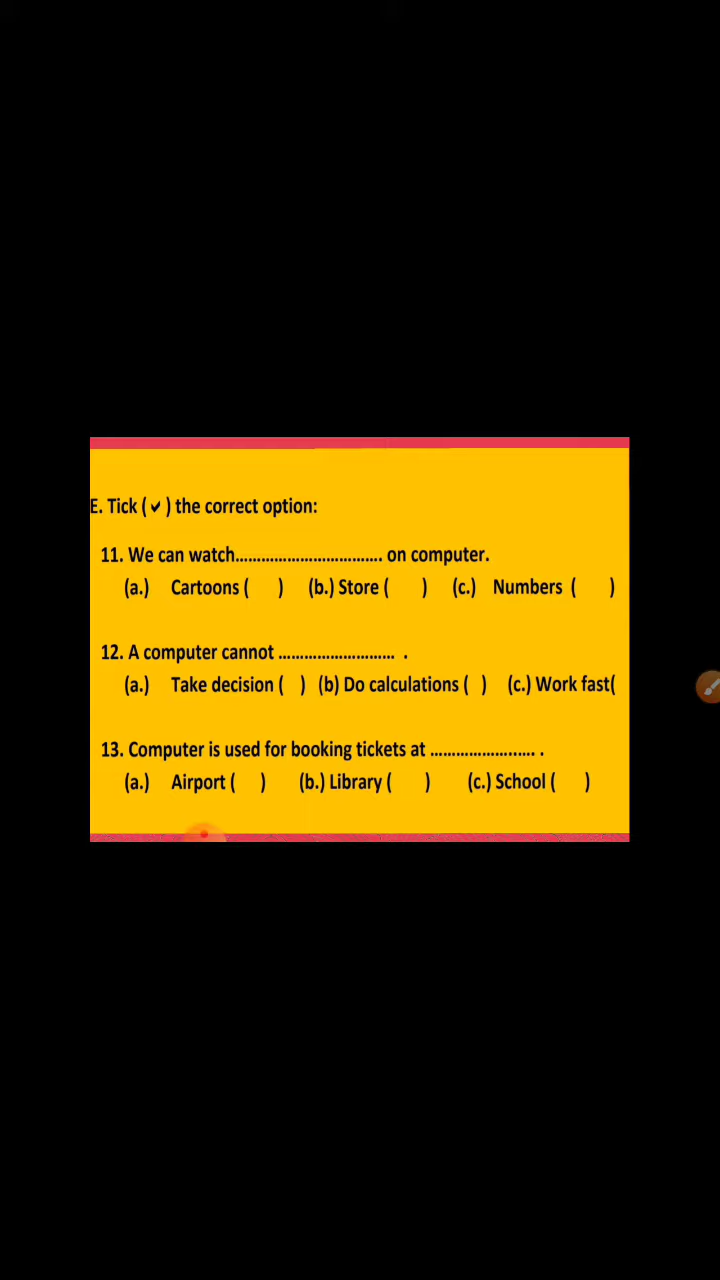 E. Tick ( ✔ ) the correct option:
11. We can watch................................. on computer.
(a.) Cartoons ( ) (b.) Store ( ) (c.) Numbers ( )
12. A computer cannot .......................... .
(a.) Take decision ( ) (b) Do calculations ( ) (c.) Work fast(
13. Computer is used for booking tickets at ........................ .
(a.) Airport ( ) (b.) Library ( ) (c.) School ( )